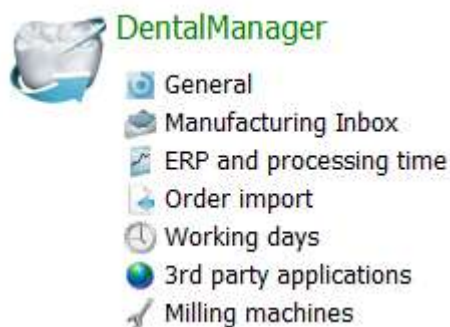 DentalManager
General
Manufacturing Inbox
ERP and processing time
Order import
Working days
3rd party applications
Milling machines